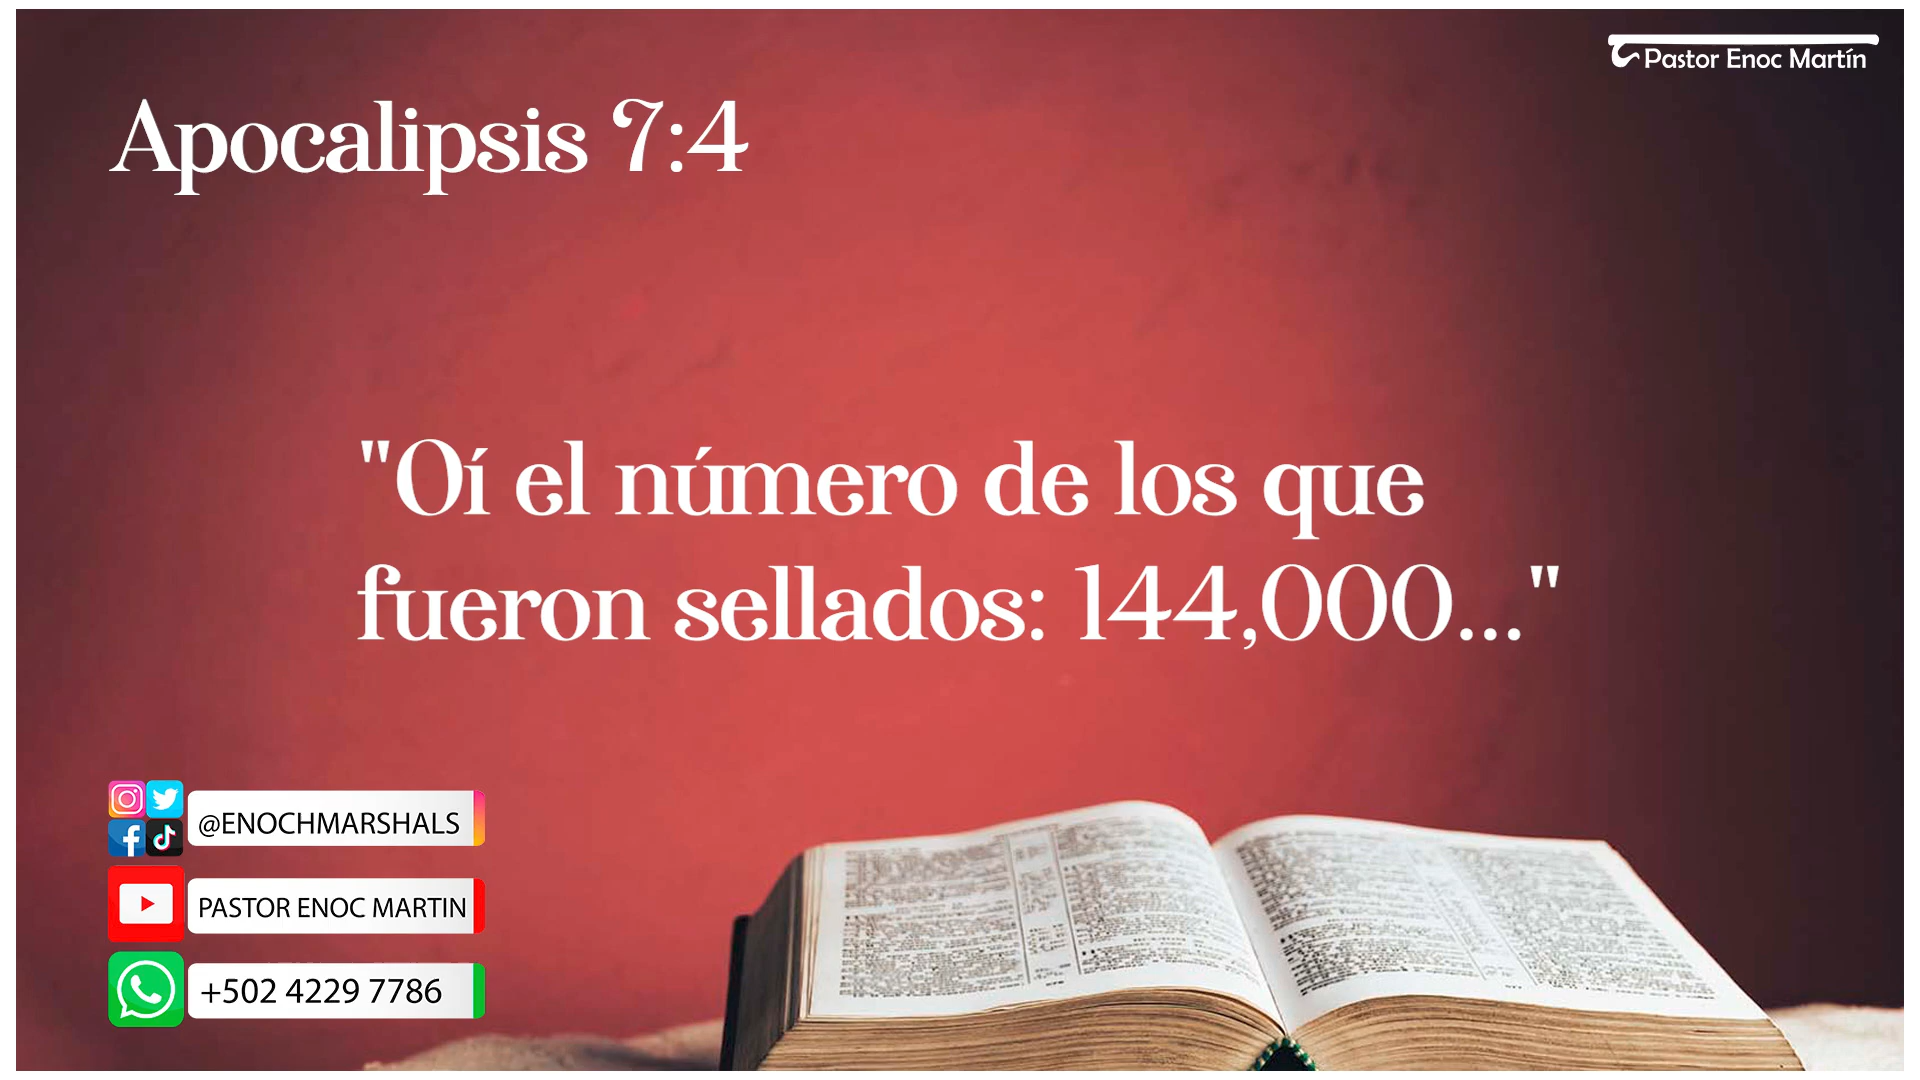 Pastor Enoc Martín
Apocalipsis 7:4
"Oí el número de los que
fueron sellados: 144,000..."
@ENOCHMARSHALS
PASTOR ENOC MARTIN
+502 4229 7786